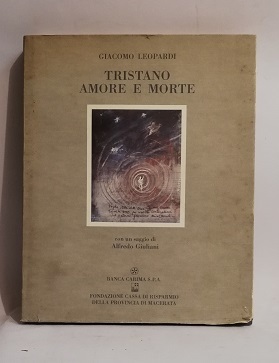 GIACOMO LEOPARDI
TRISTANO
AMORE E MORTE
con un saggio di
Alfredo Giuliani
BANCA CARIMA S.P.A.
FONDAZIONE CASSA DI RISPARMIO
DELLA PROVINCIA DI MACERATA